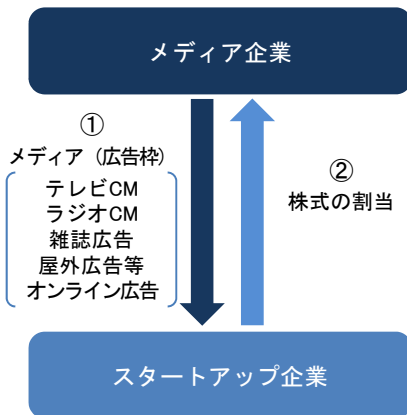 メディア企業
①
メディア（広告枠）
テレビCM
ラジオCM
雑誌広告
屋外広告等
オンライン広告
②
株式の割当
スタートアップ企業